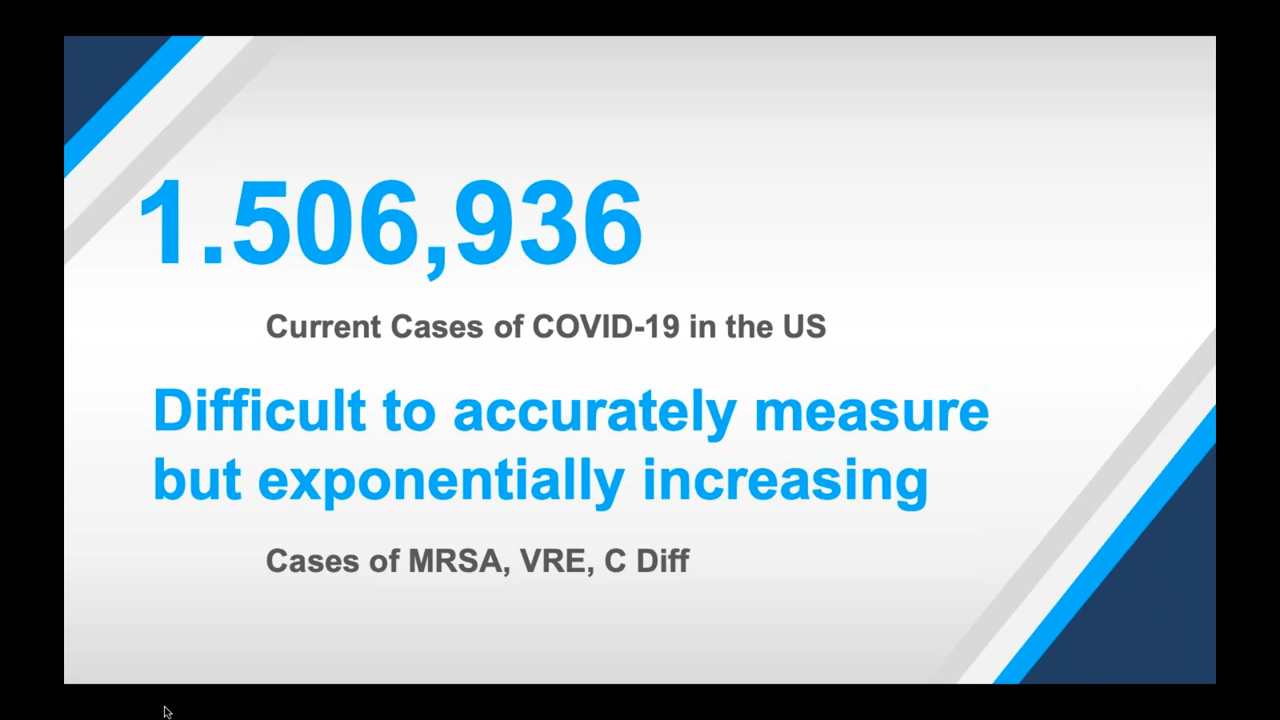 1.506,936
Current Cases of COVID-19 in the US
Difficult to accurately measure
but exponentially increasing
Cases of MRSA, VRE, C Diff